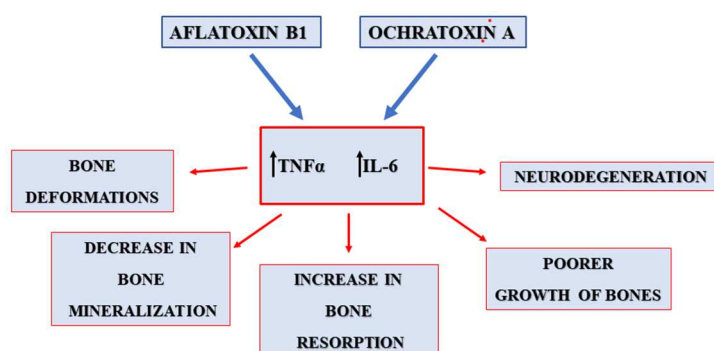 AFLATOXIN B1
OCHRATOXIN A
↑TNFα ↑IL-6
BONE
DEFORMATIONS
NEURODEGENERATION
DECREASE IN
BONE
MINERALIZATION
INCREASE IN
BONE
RESORPTION
POORER
GROWTH OF BONES